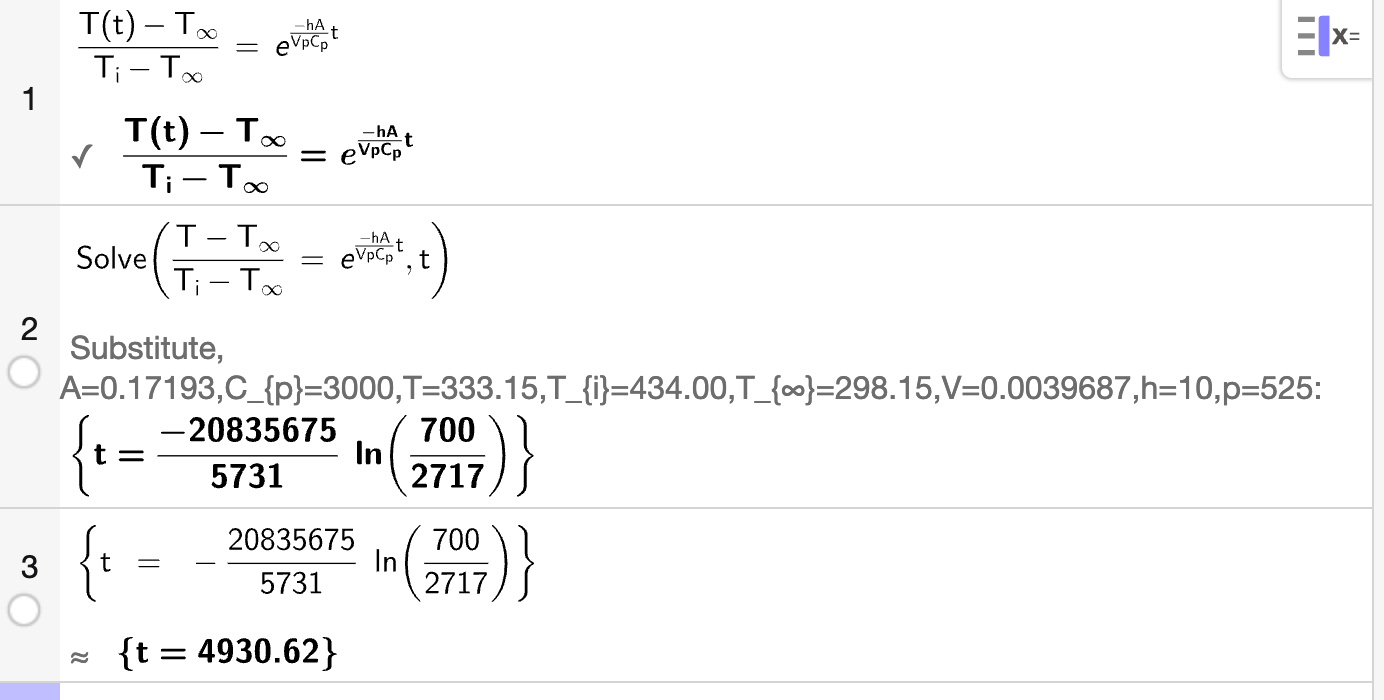 x=
1
T(t) – T∞ / Tᵢ – T∞ = e^(–hA/VpCₚ t)
✓ T(t) – T∞ / Tᵢ – T∞ = e^(–hA/VpCₚ t)
2
Solve(T – T∞ / Tᵢ – T∞ = e^(–hA/VpCₚ t), t)
Substitute,
A=0.17193,C_{p}=3000,T=333.15,T_{i}=434.00,T_{∞}=298.15,V=0.0039687,h=10,p=525:
{t = –20835675/5731 ln(700/2717)}
3
{t = – 20835675/5731 ln(700/2717)}
≈ {t = 4930.62}